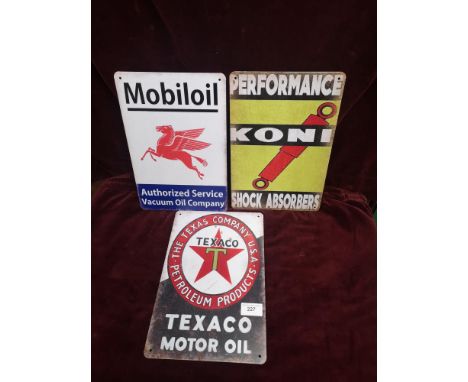 Mobiloil
Authorized Service
Vacuum Oil Company
PERFORMANCE
KONI
SHOCK ABSORBERS
THE TEXAS COMPANY U.S.A.
TEXACO
T
PETROLEUM PRODUCTS
227
TEXACO
MOTOR OIL